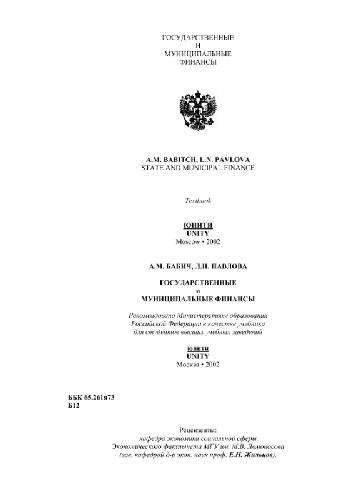 ГОСУДАРСТВЕННЫЕ
И
МУНИЦИПАЛЬНЫЕ
ФИНАНСЫ
A.M. BABITCH, L.N. PAVLOVA
STATE AND MUNICIPAL FINANCE
Textbook
ЮНИТИ
UNITY
Moscow • 2002
А.М. БАБИЧ, Л.Н. ПАВЛОВА
ГОСУДАРСТВЕННЫЕ
и
МУНИЦИПАЛЬНЫЕ ФИНАНСЫ
Рекомендовано Министерством образования
Российской Федерации в качестве учебника
для студентов высших учебных заведений
ЮНИТИ
UNITY
Москва • 2002
ББК 65.261я73
Б12
Рецензенты:
кафедра экономики социальной сферы
Экономического факультета МГУ им. М.В. Ломоносова
(зав. кафедрой д-р экон. наук проф. Е.Н. Жильцов),